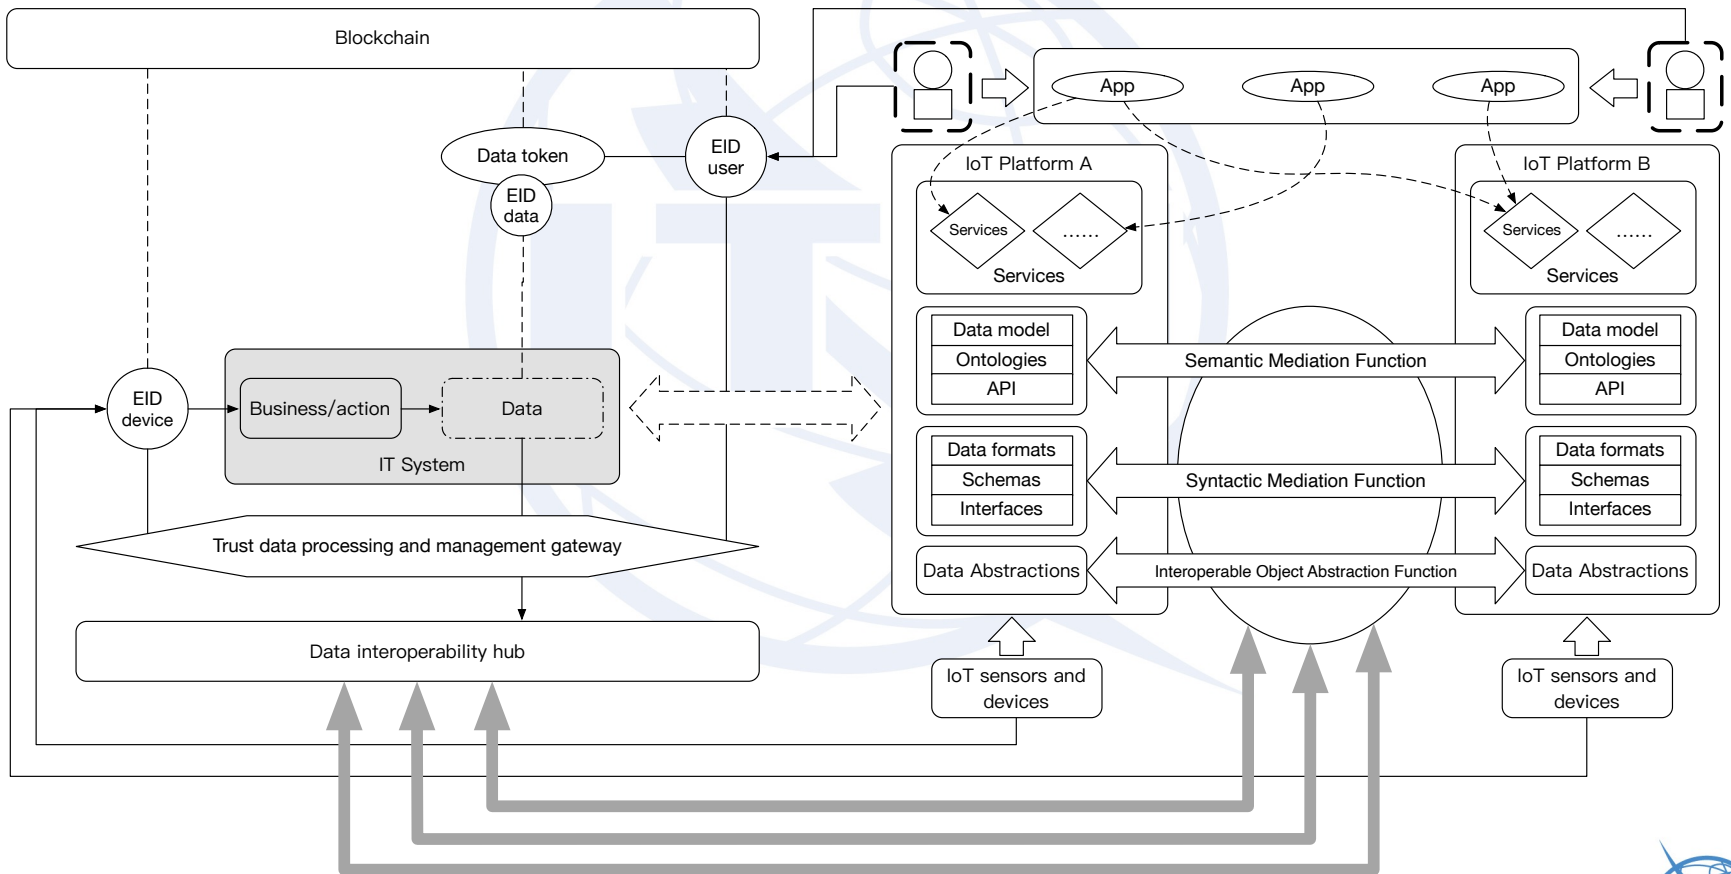 Blockchain
App
App
App
Data token
EID
user
EID
data
IoT Platform A
IoT Platform B
Services
......
Services
Services
......
Services
Data model
Ontologies
API
Semantic Mediation Function
Data model
Ontologies
API
EID
device
Business/action
Data
IT System
Data formats
Schemas
Interfaces
Syntactic Mediation Function
Data formats
Schemas
Interfaces
Trust data processing and management gateway
Data Abstractions
Interoperable Object Abstraction Function
Data Abstractions
Data interoperability hub
IoT sensors and
devices
IoT sensors and
devices
ITU